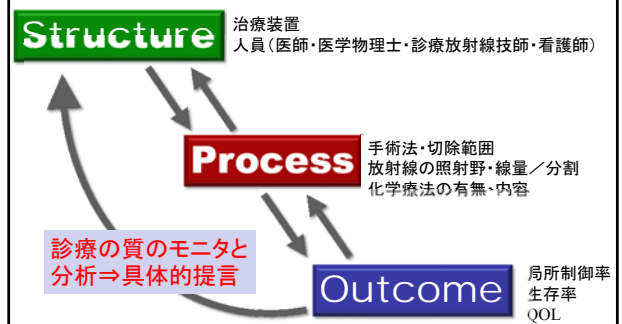 Structure
治療装置
人員（医師・医学物理士・診療放射線技師・看護師）
Process
手術法・切除範囲
放射線の照射野・線量／分割
化学療法の有無・内容
診療の質のモニタと
分析⇒具体的提言
Outcome
局所制御率
生存率
QOL